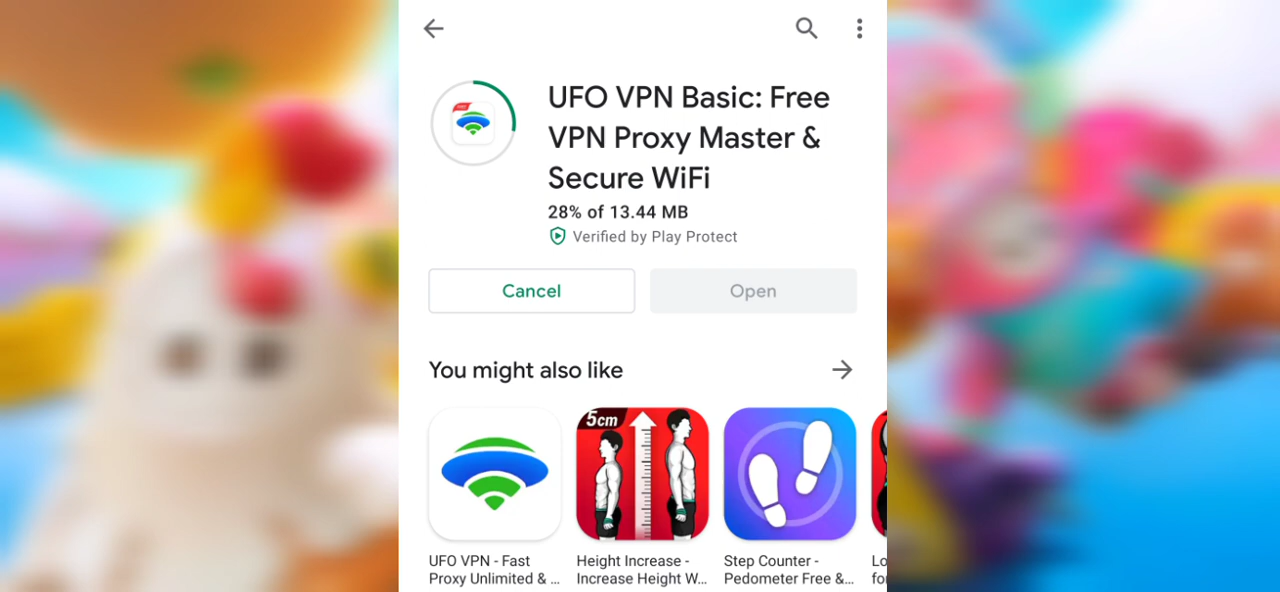 UFO VPN Basic: Free
VPN Proxy Master &
Secure WiFi
28% of 13.44 MB
Verified by Play Protect
Cancel
Open
You might also like
5cm
UFO VPN - Fast
Proxy Unlimited & ...
Height Increase -
Increase Height W...
Step Counter -
Pedometer Free &...
Lo
for